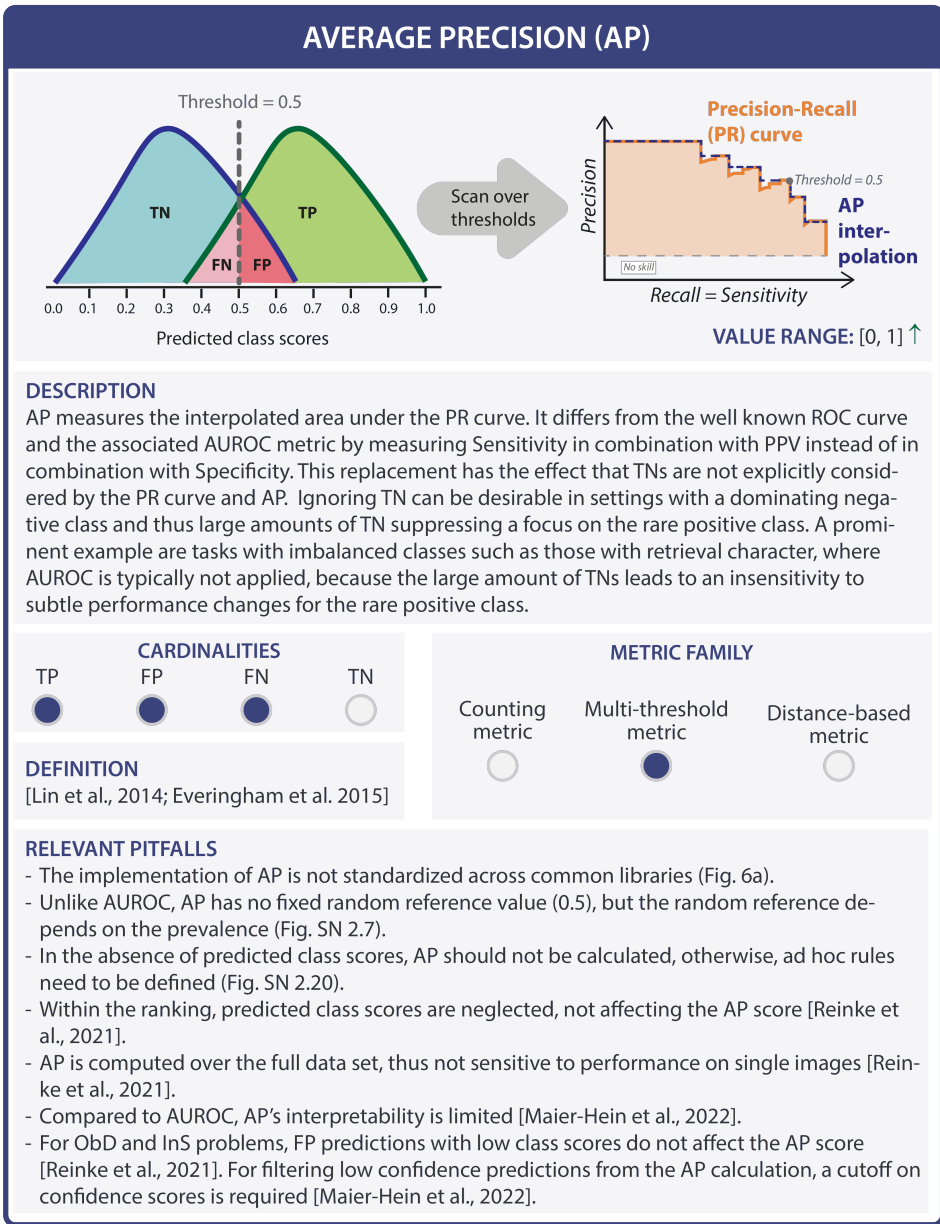 AVERAGE PRECISION (AP)
Threshold = 0.5
TN
TP
FN
FP
0.0 0.1 0.2 0.3 0.4 0.5 0.6 0.7 0.8 0.9 1.0
Predicted class scores
Scan over
thresholds
Precision-Recall
(PR) curve
Precision
Threshold = 0.5
AP
inter-
polation
No skill
Recall = Sensitivity
VALUE RANGE: [0, 1] ↑
DESCRIPTION
AP measures the interpolated area under the PR curve. It differs from the well known ROC curve
and the associated AUROC metric by measuring Sensitivity in combination with PPV instead of in
combination with Specificity. This replacement has the effect that TNs are not explicitly consid-
ered by the PR curve and AP. Ignoring TN can be desirable in settings with a dominating nega-
tive class and thus large amounts of TN suppressing a focus on the rare positive class. A promi-
nent example are tasks with imbalanced classes such as those with retrieval character, where
AUROC is typically not applied, because the large amount of TNs leads to an insensitivity to
subtle performance changes for the rare positive class.
CARDINALITIES
TP FP FN TN
DEFINITION
[Lin et al., 2014; Everingham et al. 2015]
METRIC FAMILY
Counting
metric
Multi-threshold
metric
Distance-based
metric
RELEVANT PITFALLS
- The implementation of AP is not standardized across common libraries (Fig. 6a).
- Unlike AUROC, AP has no fixed random reference value (0.5), but the random reference de-
pends on the prevalence (Fig. SN 2.7).
- In the absence of predicted class scores, AP should not be calculated, otherwise, ad hoc rules
need to be defined (Fig. SN 2.20).
- Within the ranking, predicted class scores are neglected, not affecting the AP score [Reinke et
al., 2021].
- AP is computed over the full data set, thus not sensitive to performance on single images [Rein-
ke et al., 2021].
- Compared to AUROC, AP's interpretability is limited [Maier-Hein et al., 2022].
- For ObD and InS problems, FP predictions with low class scores do not affect the AP score
[Reinke et al., 2021]. For filtering low confidence predictions from the AP calculation, a cutoff on
confidence scores is required [Maier-Hein et al., 2022].